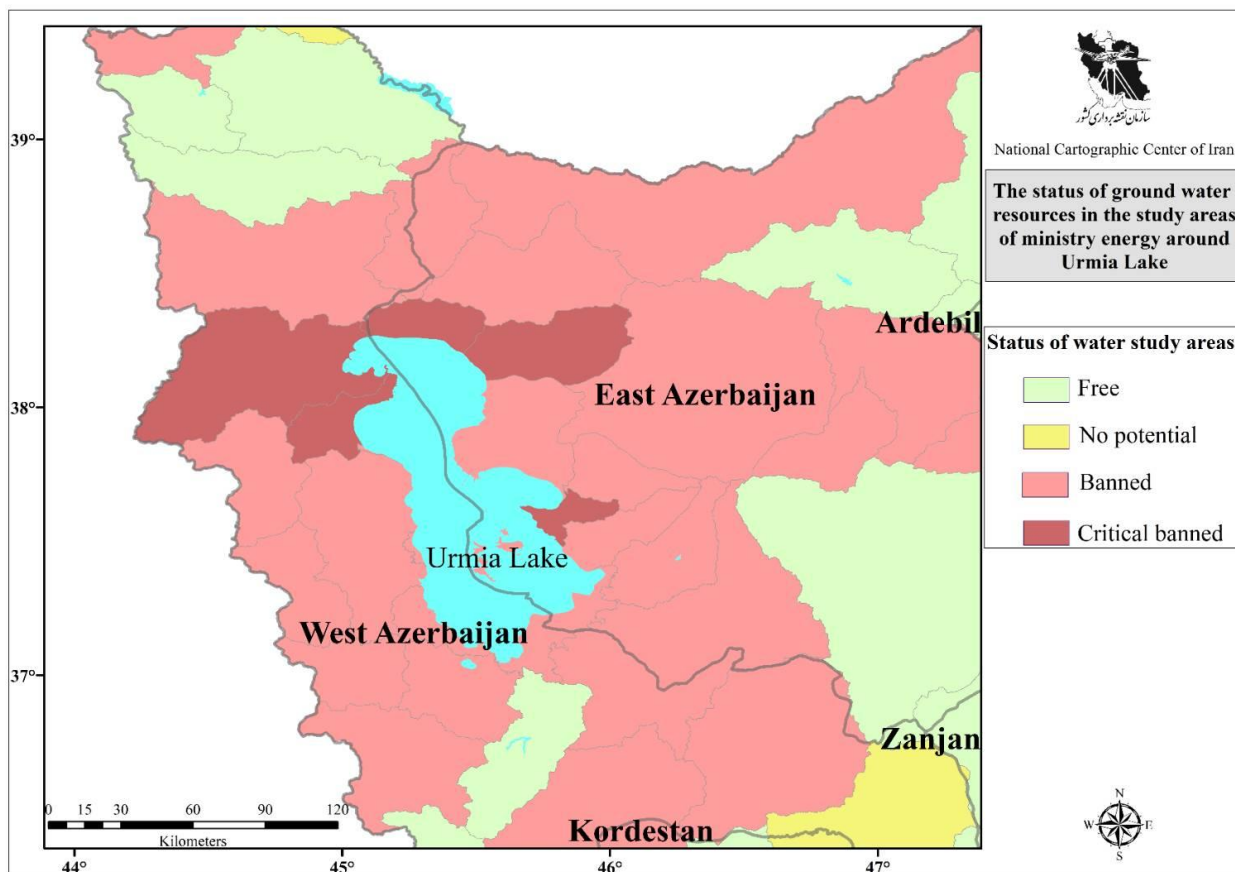 سازمان نقشه برداری کشور
National Cartographic Center of Iran
The status of ground water
resources in the study areas
of ministry energy around
Urmia Lake
Status of water study areas
Free
No potential
Banned
Critical banned
39°
38°
37°
Ardebil
East Azerbaijan
Urmia Lake
West Azerbaijan
Zanjan
Kordestan
0 15 30 60 90 120
Kilometers
44°
45°
46°
47°
N
W E
S